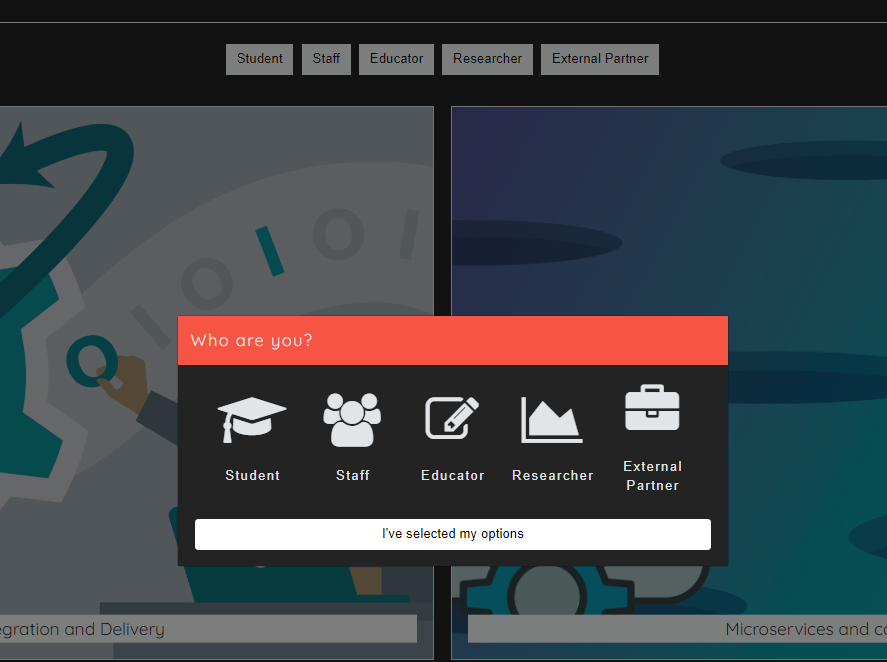 Student Staff Educator Researcher External Partner
Who are you?
Student Staff Educator Researcher External
Partner
I've selected my options
and Delivery
Microservices and